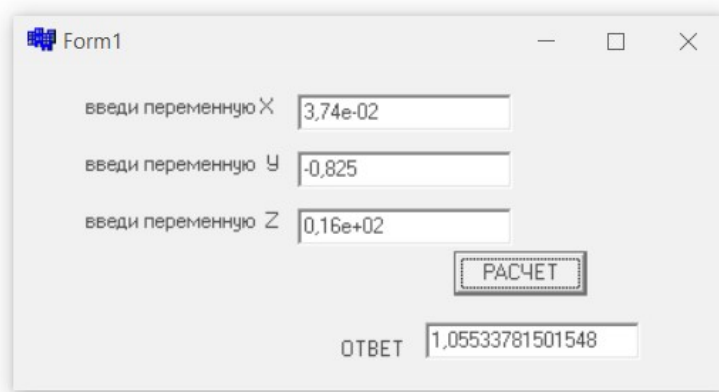 Form1
введи переменную X 3,74e-02
введи переменную У -0,825
введи переменную Z 0,16e+02
РАСЧЕТ
ОТВЕТ 1,05533781501548